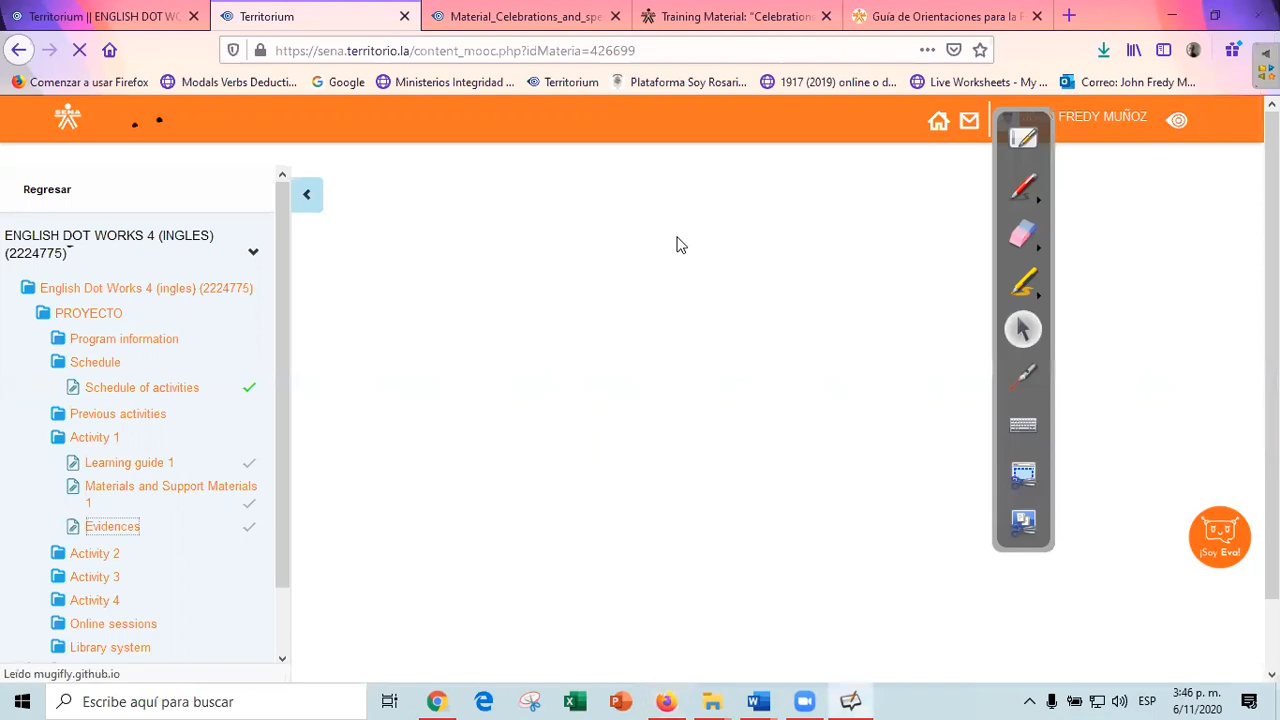 Territorium || ENGLISH DOT WO
Territorium
Material_Celebrations_and_spe
Training Material: "Celebration
Guía de Orientaciones para la F
https://sena.territorio.la/content_mooc.php?idMateria=426699
Comenzar a usar Firefox
Modals Verbs Deducti...
Google
Ministerios Integridad ...
Territorium
Plataforma Soy Rosari...
1917 (2019) online o d...
Live Worksheets - My ...
Correo: John Fredy M...
SENA
FREDY MUÑOZ
Regresar
ENGLISH DOT WORKS 4 (INGLES)
(2224775)
English Dot Works 4 (ingles) (2224775)
PROYECTO
Program information
Schedule
Schedule of activities
Previous activities
Activity 1
Learning guide 1
Materials and Support Materials
1
Evidences
Activity 2
Activity 3
Activity 4
Online sessions
Library system
¡Soy Eva!
Leído mugifly.github.io
Escribe aquí para buscar
ESP
3:46 p. m.
6/11/2020